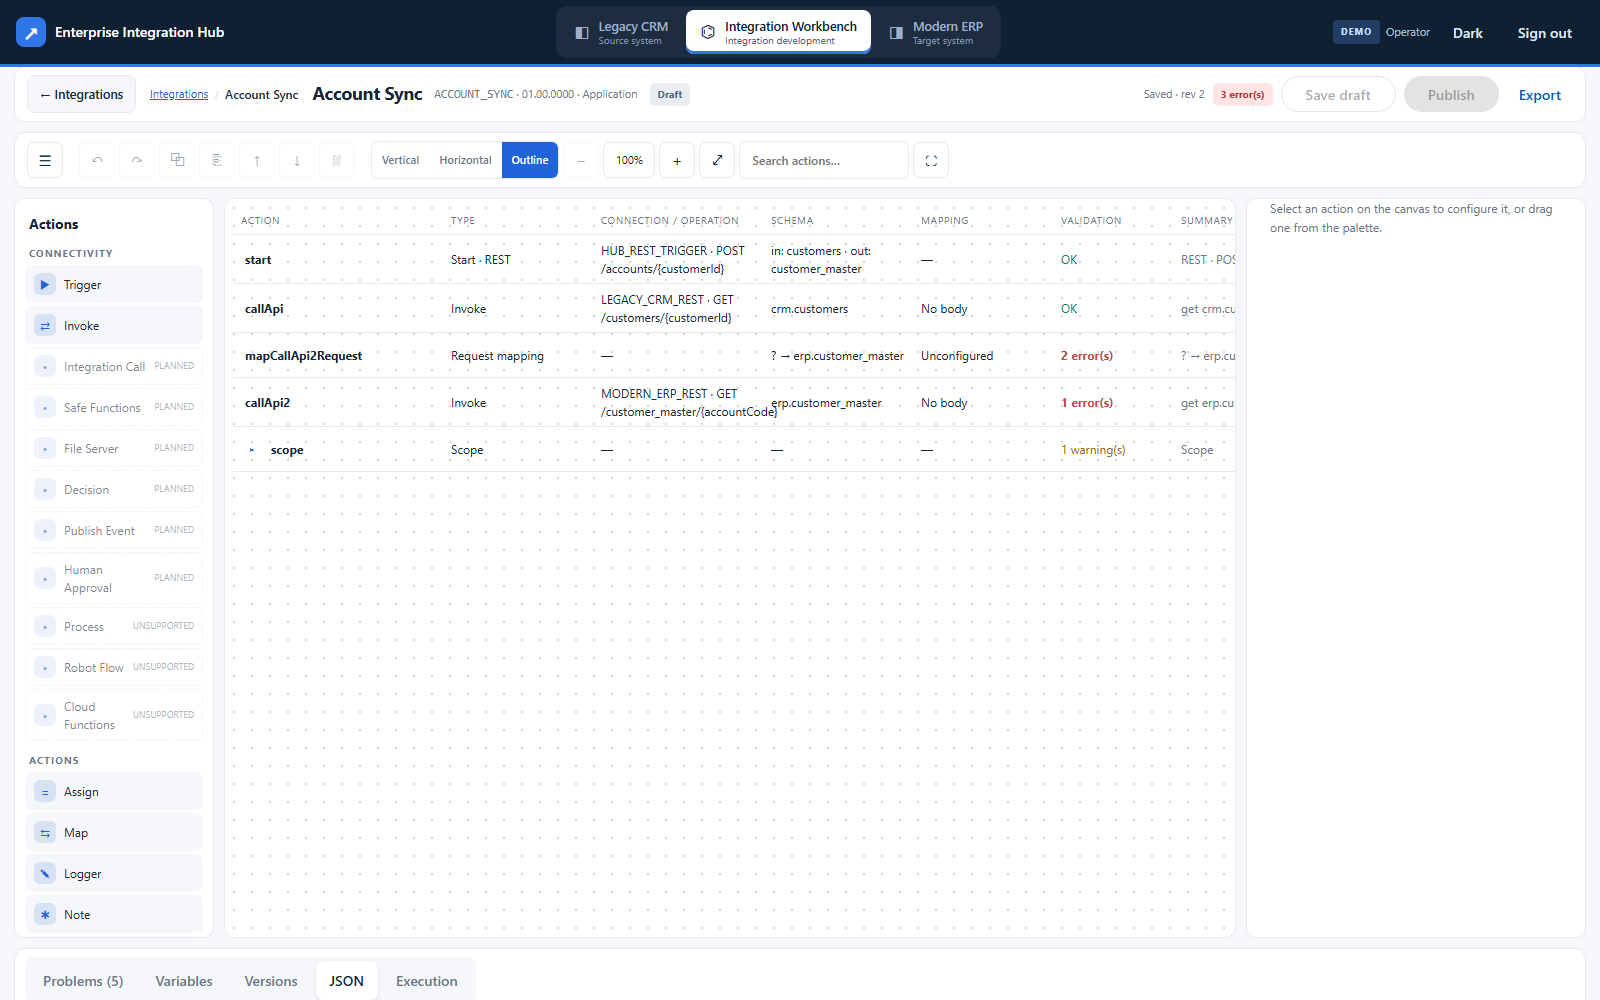 Enterprise Integration Hub
Legacy CRM
Source system
Integration Workbench
Integration development
Modern ERP
Target system
DEMO
Operator
Dark
Sign out
← Integrations
Integrations / Account Sync
Account Sync
ACCOUNT_SYNC · 01.00.0000 · Application
Draft
Saved · rev 2
3 error(s)
Save draft
Publish
Export
Vertical
Horizontal
Outline
−
100%
+
Search actions...
Actions
CONNECTIVITY
Trigger
Invoke
Integration Call PLANNED
Safe Functions PLANNED
File Server PLANNED
Decision PLANNED
Publish Event PLANNED
Human
Approval
PLANNED
Process UNSUPPORTED
Robot Flow UNSUPPORTED
Cloud
Functions
UNSUPPORTED
ACTIONS
Assign
Map
Logger
Note
ACTION TYPE CONNECTION / OPERATION SCHEMA MAPPING VALIDATION SUMMARY
start
Start · REST
HUB_REST_TRIGGER · POST
/accounts/{customerId}
in: customers · out:
customer_master
—
OK
REST · POS
callApi
Invoke
LEGACY_CRM_REST · GET
/customers/{customerId}
crm.customers
No body
OK
get crm.cu
mapCallApi2Request
Request mapping
—
? → erp.customer_master
Unconfigured
2 error(s)
? → erp.cu
callApi2
Invoke
MODERN_ERP_REST · GET
/customer_master/{accountCode}
erp.customer_master
No body
1 error(s)
get erp.cu
scope
Scope
—
—
—
1 warning(s)
Scope
Select an action on the canvas to configure it, or drag
one from the palette.
Problems (5)
Variables
Versions
JSON
Execution